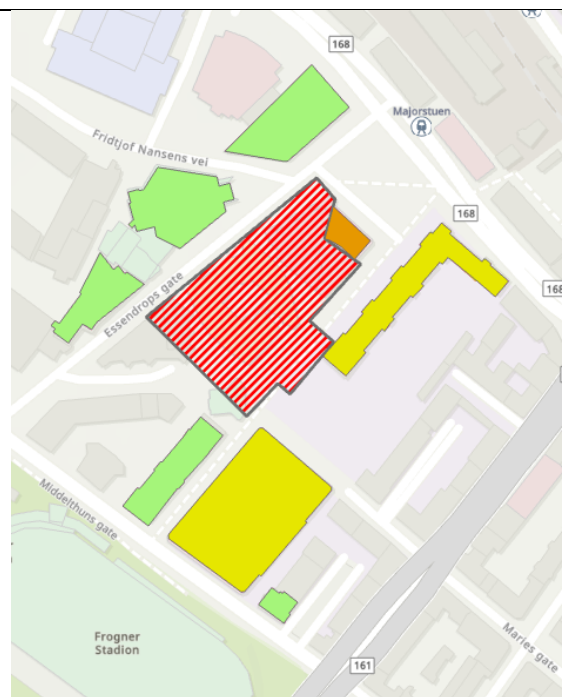 168
Majorstuen
Fridtjof Nansens vei
168
Essendrops gate
168
Middelthuns gate
Frogner
Stadion
Maries gate
161